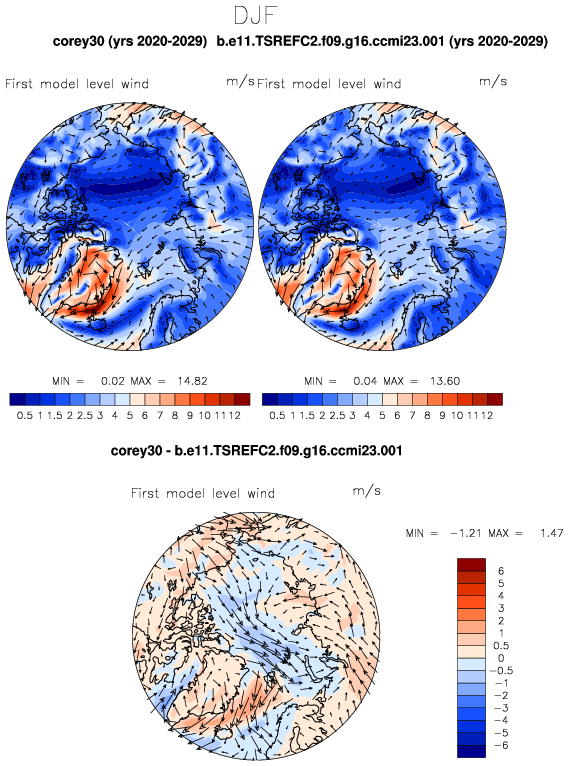 DJF
corey30 (yrs 2020-2029) b.e11.TSREFC2.f09.g16.ccmi23.001 (yrs 2020-2029)
First model level wind m/s First model level wind m/s
MIN = 0.02 MAX = 14.82 MIN = 0.04 MAX = 13.60
0.5 1 1.5 2 2.5 3 4 5 6 7 8 9 10 11 12 0.5 1 1.5 2 2.5 3 4 5 6 7 8 9 10 11 12
corey30 - b.e11.TSREFC2.f09.g16.ccmi23.001
First model level wind m/s
MIN = -1.21 MAX = 1.47
6
5
4
3
2
1
0.5
0
-0.5
-1
-2
-3
-4
-5
-6